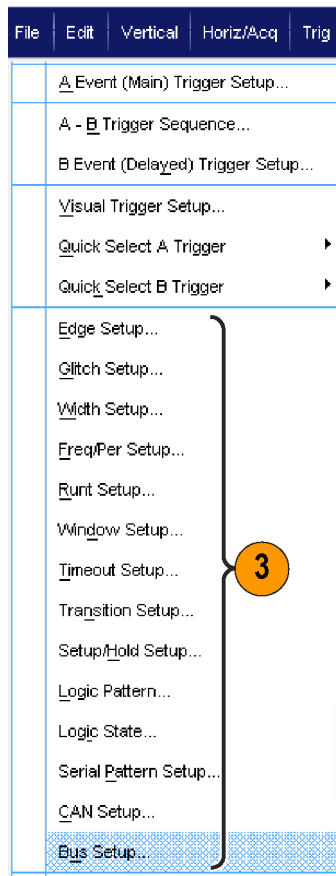 File Edit Vertical Horiz/Acq Trig
A Event (Main) Trigger Setup...
A - B Trigger Sequence...
B Event (Delayed) Trigger Setup...
Visual Trigger Setup...
Quick Select A Trigger
Quick Select B Trigger
Edge Setup...
Glitch Setup...
Width Setup...
Freq/Per Setup...
Runt Setup...
Window Setup...
Timeout Setup...
3
Transition Setup...
Setup/Hold Setup...
Logic Pattern...
Logic State...
Serial Pattern Setup...
CAN Setup...
Bus Setup...